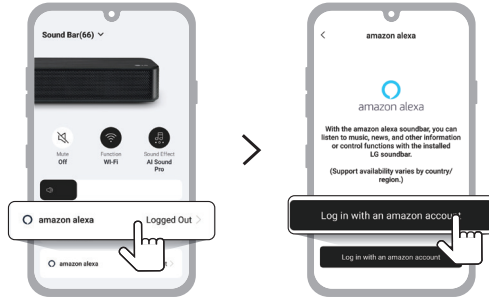 Sound Bar(66)
Mute
Off
Function
Wi-Fi
Sound Effect
AI Sound
Pro
amazon alexa Logged Out
amazon alexa
amazon alexa
amazon alexa
With the amazon alexa soundbar, you can
listen to music, news, and other information
or control functions with the installed
LG soundbar.
(Support availability varies by country/
region.)
Log in with an amazon account
Log in with an amazon account